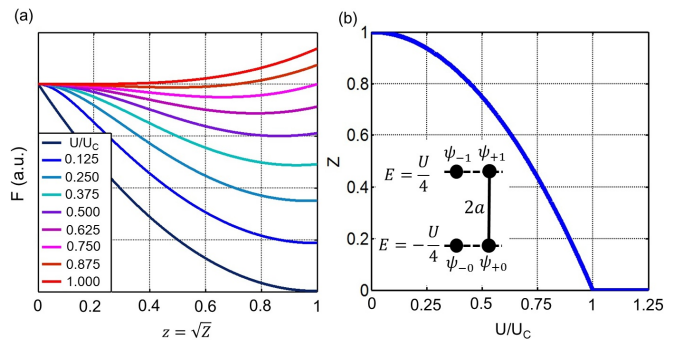 (a)
F (a.u.)
U/U_C
0.125
0.250
0.375
0.500
0.625
0.750
0.875
1.000
0
0.2
0.4
0.6
0.8
1
z = √Z
(b)
Z
1
0.8
0.6
0.4
0.2
0
ψ₋₁ ψ₊₁
E = U/4
2a
E = −U/4
ψ₋₀ ψ₊₀
0
0.25
0.5
0.75
1
1.25
U/U_C